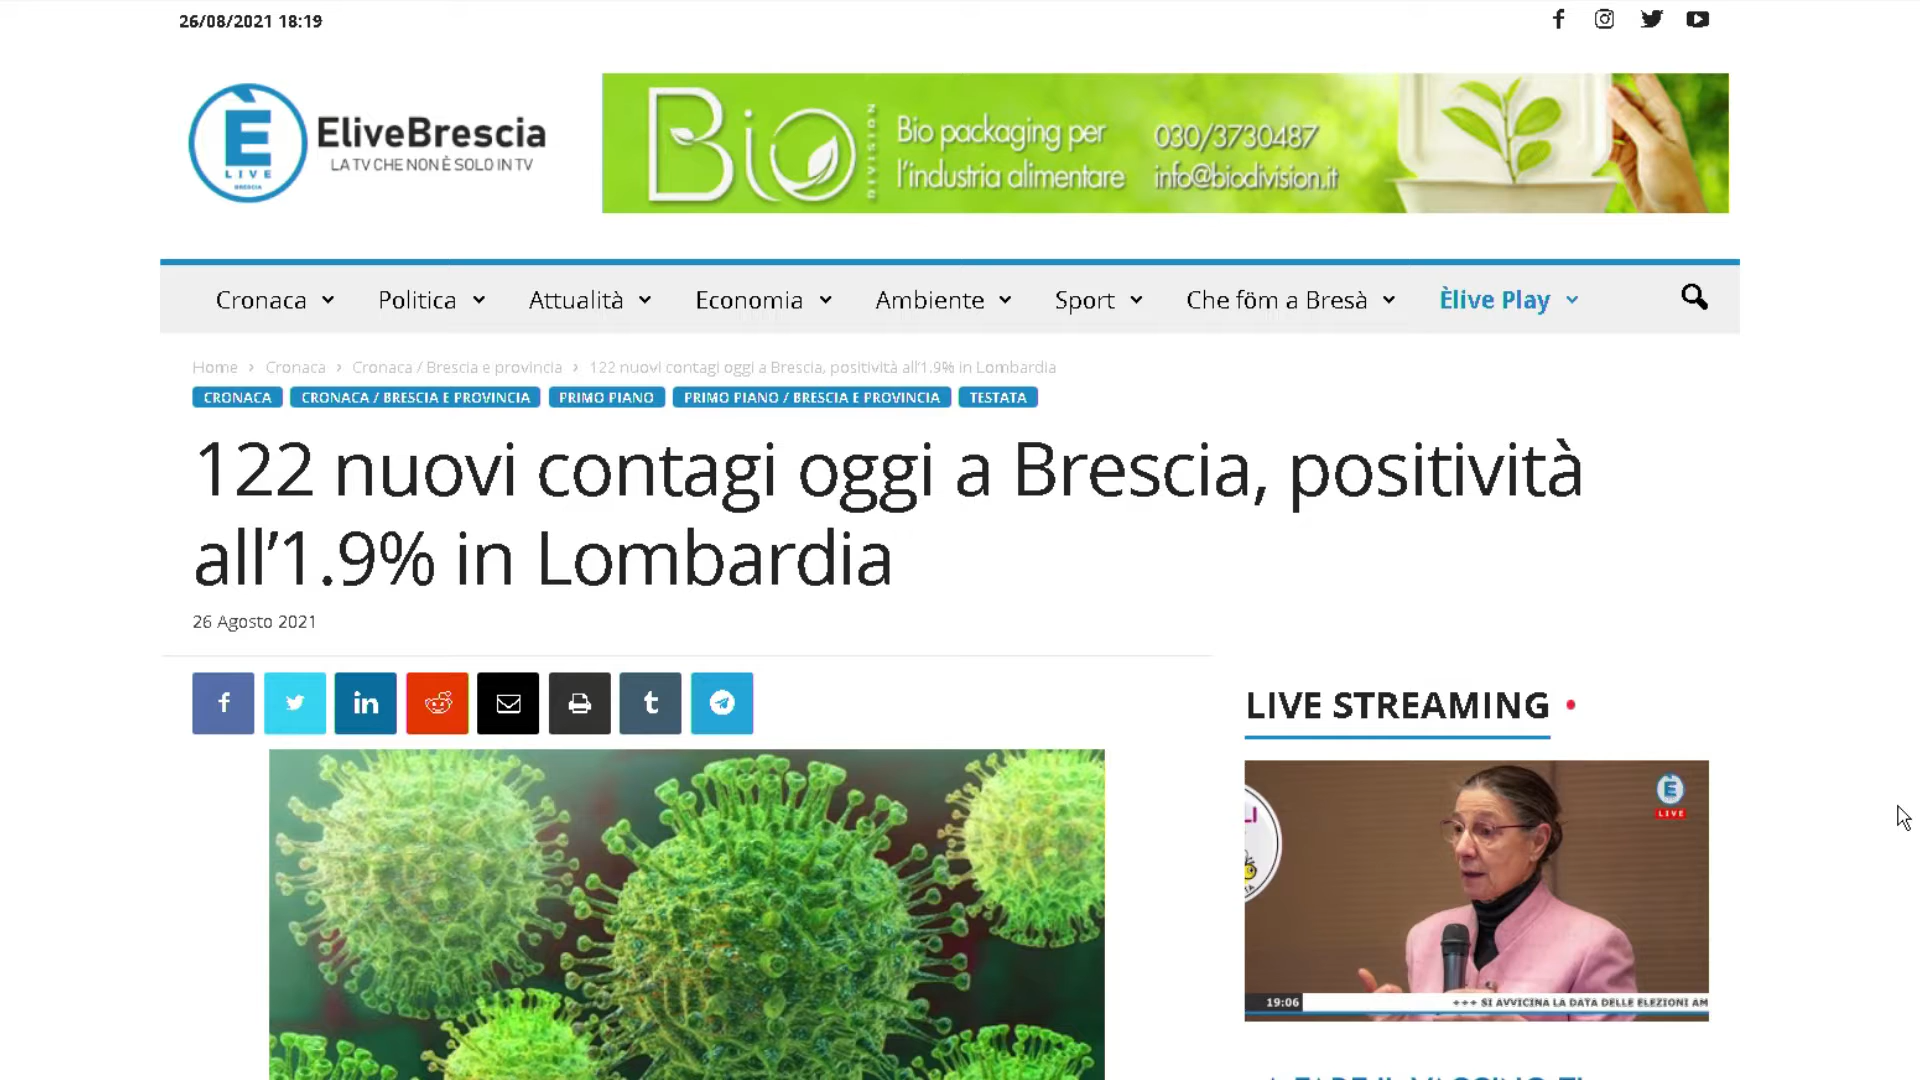 26/08/2021 18:19
È
LIVE
BRESCIA
EliveBrescia
LA TV CHE NON È SOLO IN TV
Bio
DIVISION
Bio packaging per
l'industria alimentare
030/3730487
info@biodivision.it
Cronaca
Politica
Attualità
Economia
Ambiente
Sport
Che föm a Bresà
Èlive Play
Home › Cronaca › Cronaca / Brescia e provincia › 122 nuovi contagi oggi a Brescia, positività all'1.9% in Lombardia
CRONACA
CRONACA / BRESCIA E PROVINCIA
PRIMO PIANO
PRIMO PIANO / BRESCIA E PROVINCIA
TESTATA
122 nuovi contagi oggi a Brescia, positività
all’1.9% in Lombardia
26 Agosto 2021
LIVE STREAMING
È
LIVE
19:06
+++ SI AVVICINA LA DATA DELLE ELEZIONI AM